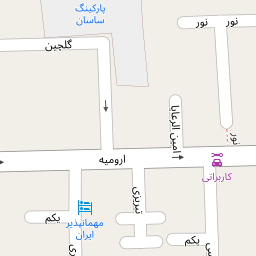 پارکینگ
ساسان
نور
نور
گلچین
امین الرعایا
نور
ارومیه
کاربراتی
تبریزی
یکم
مهمانپذیر
ایران
یکم